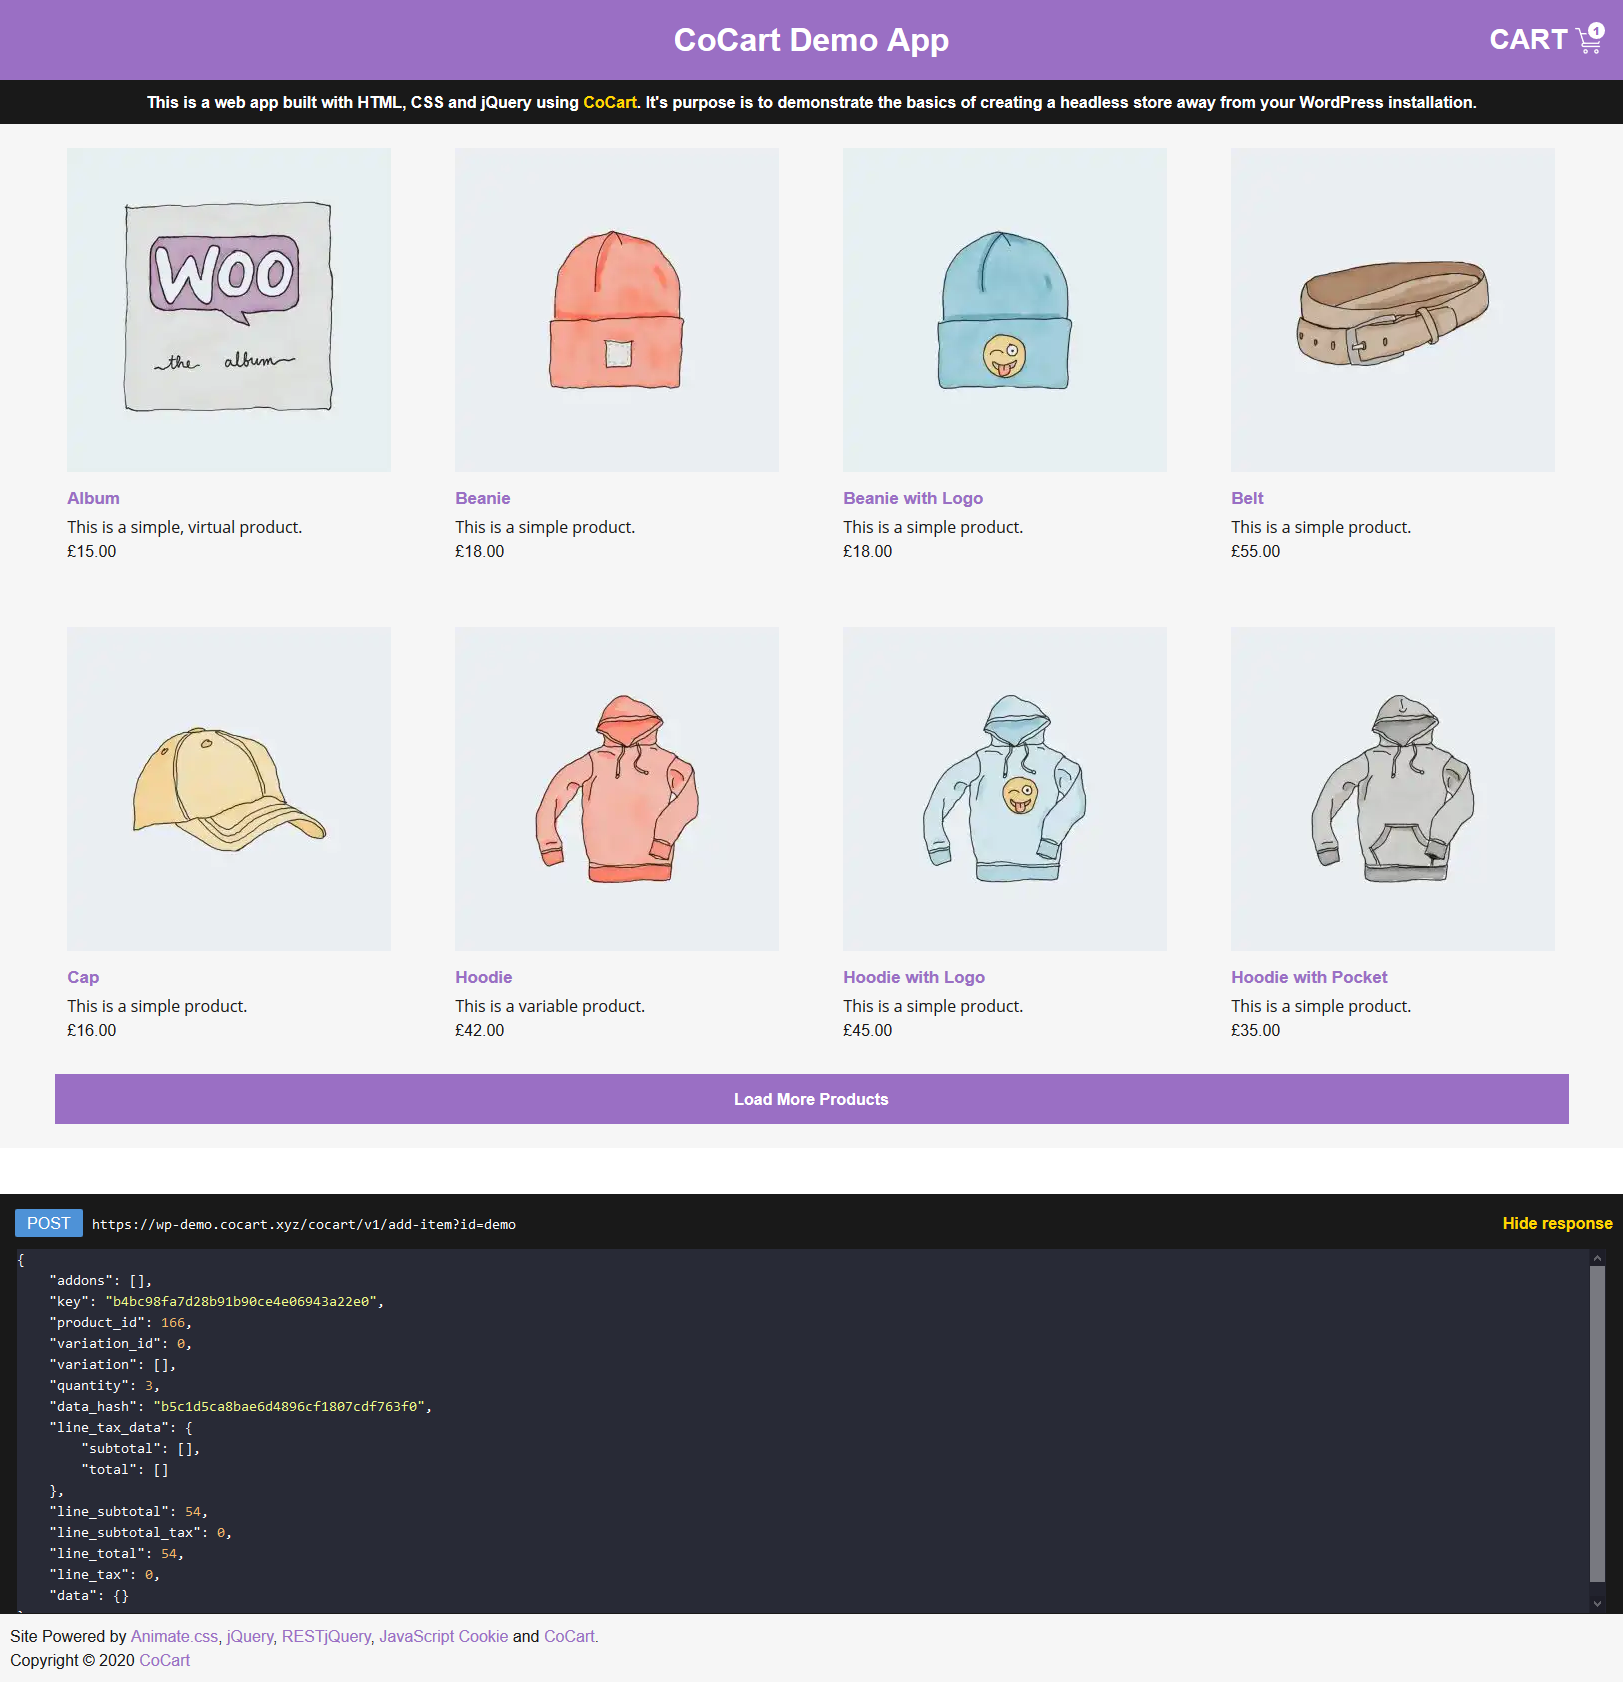 CoCart Demo App
CART 1
This is a web app built with HTML, CSS and jQuery using CoCart. It's purpose is to demonstrate the basics of creating a headless store away from your WordPress installation.
WOO
the album
Album
This is a simple, virtual product.
£15.00
Beanie
This is a simple product.
£18.00
Beanie with Logo
This is a simple product.
£18.00
Belt
This is a simple product.
£55.00
Cap
This is a simple product.
£16.00
Hoodie
This is a variable product.
£42.00
Hoodie with Logo
This is a simple product.
£45.00
Hoodie with Pocket
This is a simple product.
£35.00
Load More Products
POST https://wp-demo.cocart.xyz/cocart/v1/add-item?id=demo
Hide response
{
"addons": [],
"key": "b4bc98fa7d28b91b90ce4e06943a22e0",
"product_id": 166,
"variation_id": 0,
"variation": [],
"quantity": 3,
"data_hash": "b5c1d5ca8bae6d4896cf1807cdf763f0",
"line_tax_data": {
"subtotal": [],
"total": []
},
"line_subtotal": 54,
"line_subtotal_tax": 0,
"line_total": 54,
"line_tax": 0,
"data": {}
Site Powered by Animate.css, jQuery, RESTjQuery, JavaScript Cookie and CoCart.
Copyright © 2020 CoCart